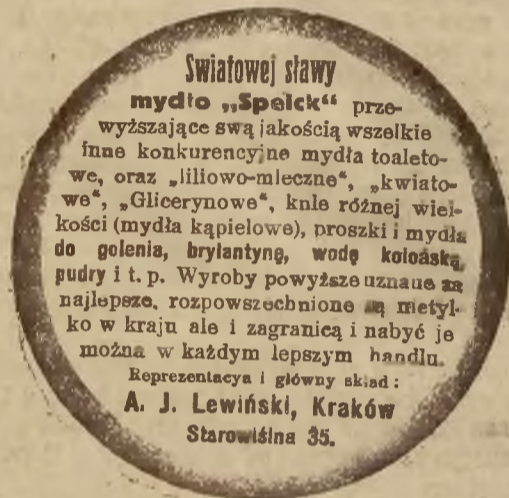 Swiatowej sławy
mydło „Speick“ prze-
wyższające swą jakością wszelkie
inne konkurencyjne mydła toaleto-
we, oraz „liliowo-mleczne“, „kwiato-
we“, „Glicerynowe“, kule różnej wiel-
kości (mydła kąpielowe), proszki i mydła
do golenia, brylantynę, wodę kolońską,
pudry i t. p. Wyroby powyższe uznane za
najlepsze, rozpowszechnione są nietyl-
ko w kraju ale i zagranicą i nabyć je
można w każdym lepszym handlu.
Reprezentacya i główny skład:
A. J. Lewiński, Kraków
Starowiślna 35.